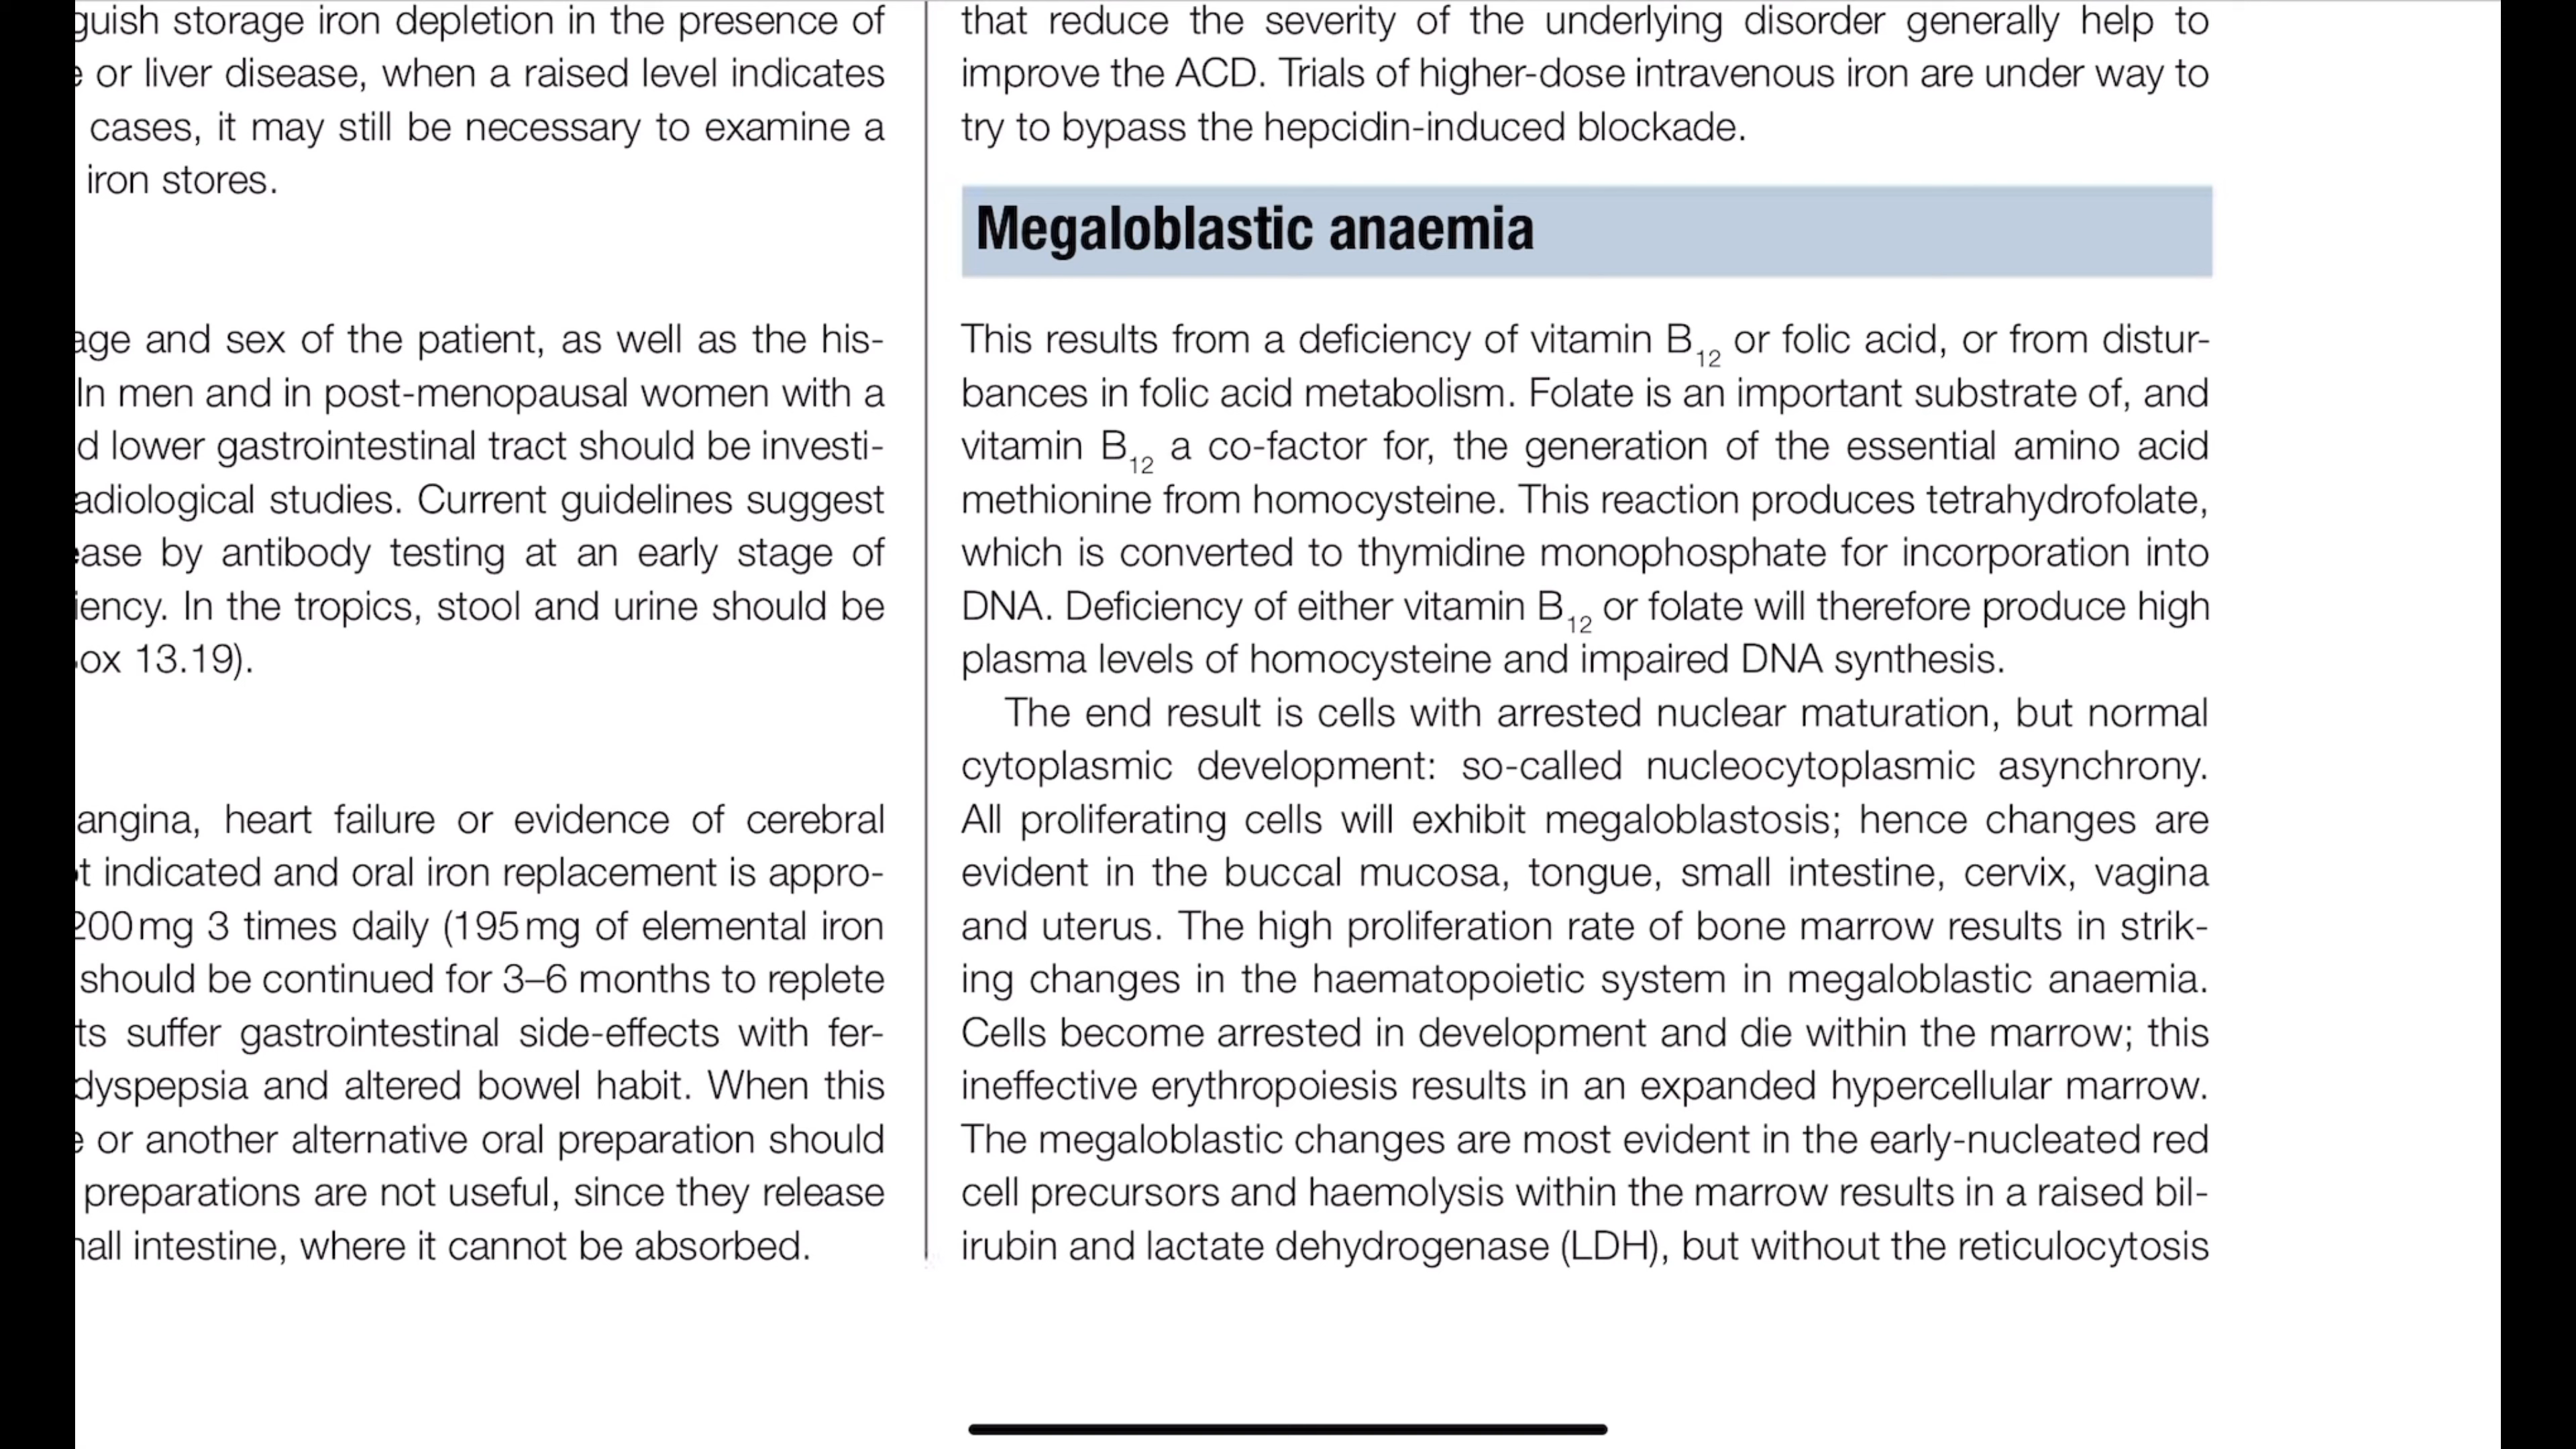 guish storage iron depletion in the presence of
or liver disease, when a raised level indicates
cases, it may still be necessary to examine a
iron stores.
age and sex of the patient, as well as the his-
In men and in post-menopausal women with a
d lower gastrointestinal tract should be investi-
adiological studies. Current guidelines suggest
ease by antibody testing at an early stage of
iency. In the tropics, stool and urine should be
ox 13.19).
angina, heart failure or evidence of cerebral
t indicated and oral iron replacement is appro-
200 mg 3 times daily (195 mg of elemental iron
should be continued for 3–6 months to replete
ts suffer gastrointestinal side-effects with fer-
dyspepsia and altered bowel habit. When this
or another alternative oral preparation should
preparations are not useful, since they release
all intestine, where it cannot be absorbed.
that reduce the severity of the underlying disorder generally help to
improve the ACD. Trials of higher-dose intravenous iron are under way to
try to bypass the hepcidin-induced blockade.
Megaloblastic anaemia
This results from a deficiency of vitamin B₁₂ or folic acid, or from distur-
bances in folic acid metabolism. Folate is an important substrate of, and
vitamin B₁₂ a co-factor for, the generation of the essential amino acid
methionine from homocysteine. This reaction produces tetrahydrofolate,
which is converted to thymidine monophosphate for incorporation into
DNA. Deficiency of either vitamin B₁₂ or folate will therefore produce high
plasma levels of homocysteine and impaired DNA synthesis.
The end result is cells with arrested nuclear maturation, but normal
cytoplasmic development: so-called nucleocytoplasmic asynchrony.
All proliferating cells will exhibit megaloblastosis; hence changes are
evident in the buccal mucosa, tongue, small intestine, cervix, vagina
and uterus. The high proliferation rate of bone marrow results in strik-
ing changes in the haematopoietic system in megaloblastic anaemia.
Cells become arrested in development and die within the marrow; this
ineffective erythropoiesis results in an expanded hypercellular marrow.
The megaloblastic changes are most evident in the early-nucleated red
cell precursors and haemolysis within the marrow results in a raised bil-
irubin and lactate dehydrogenase (LDH), but without the reticulocytosis